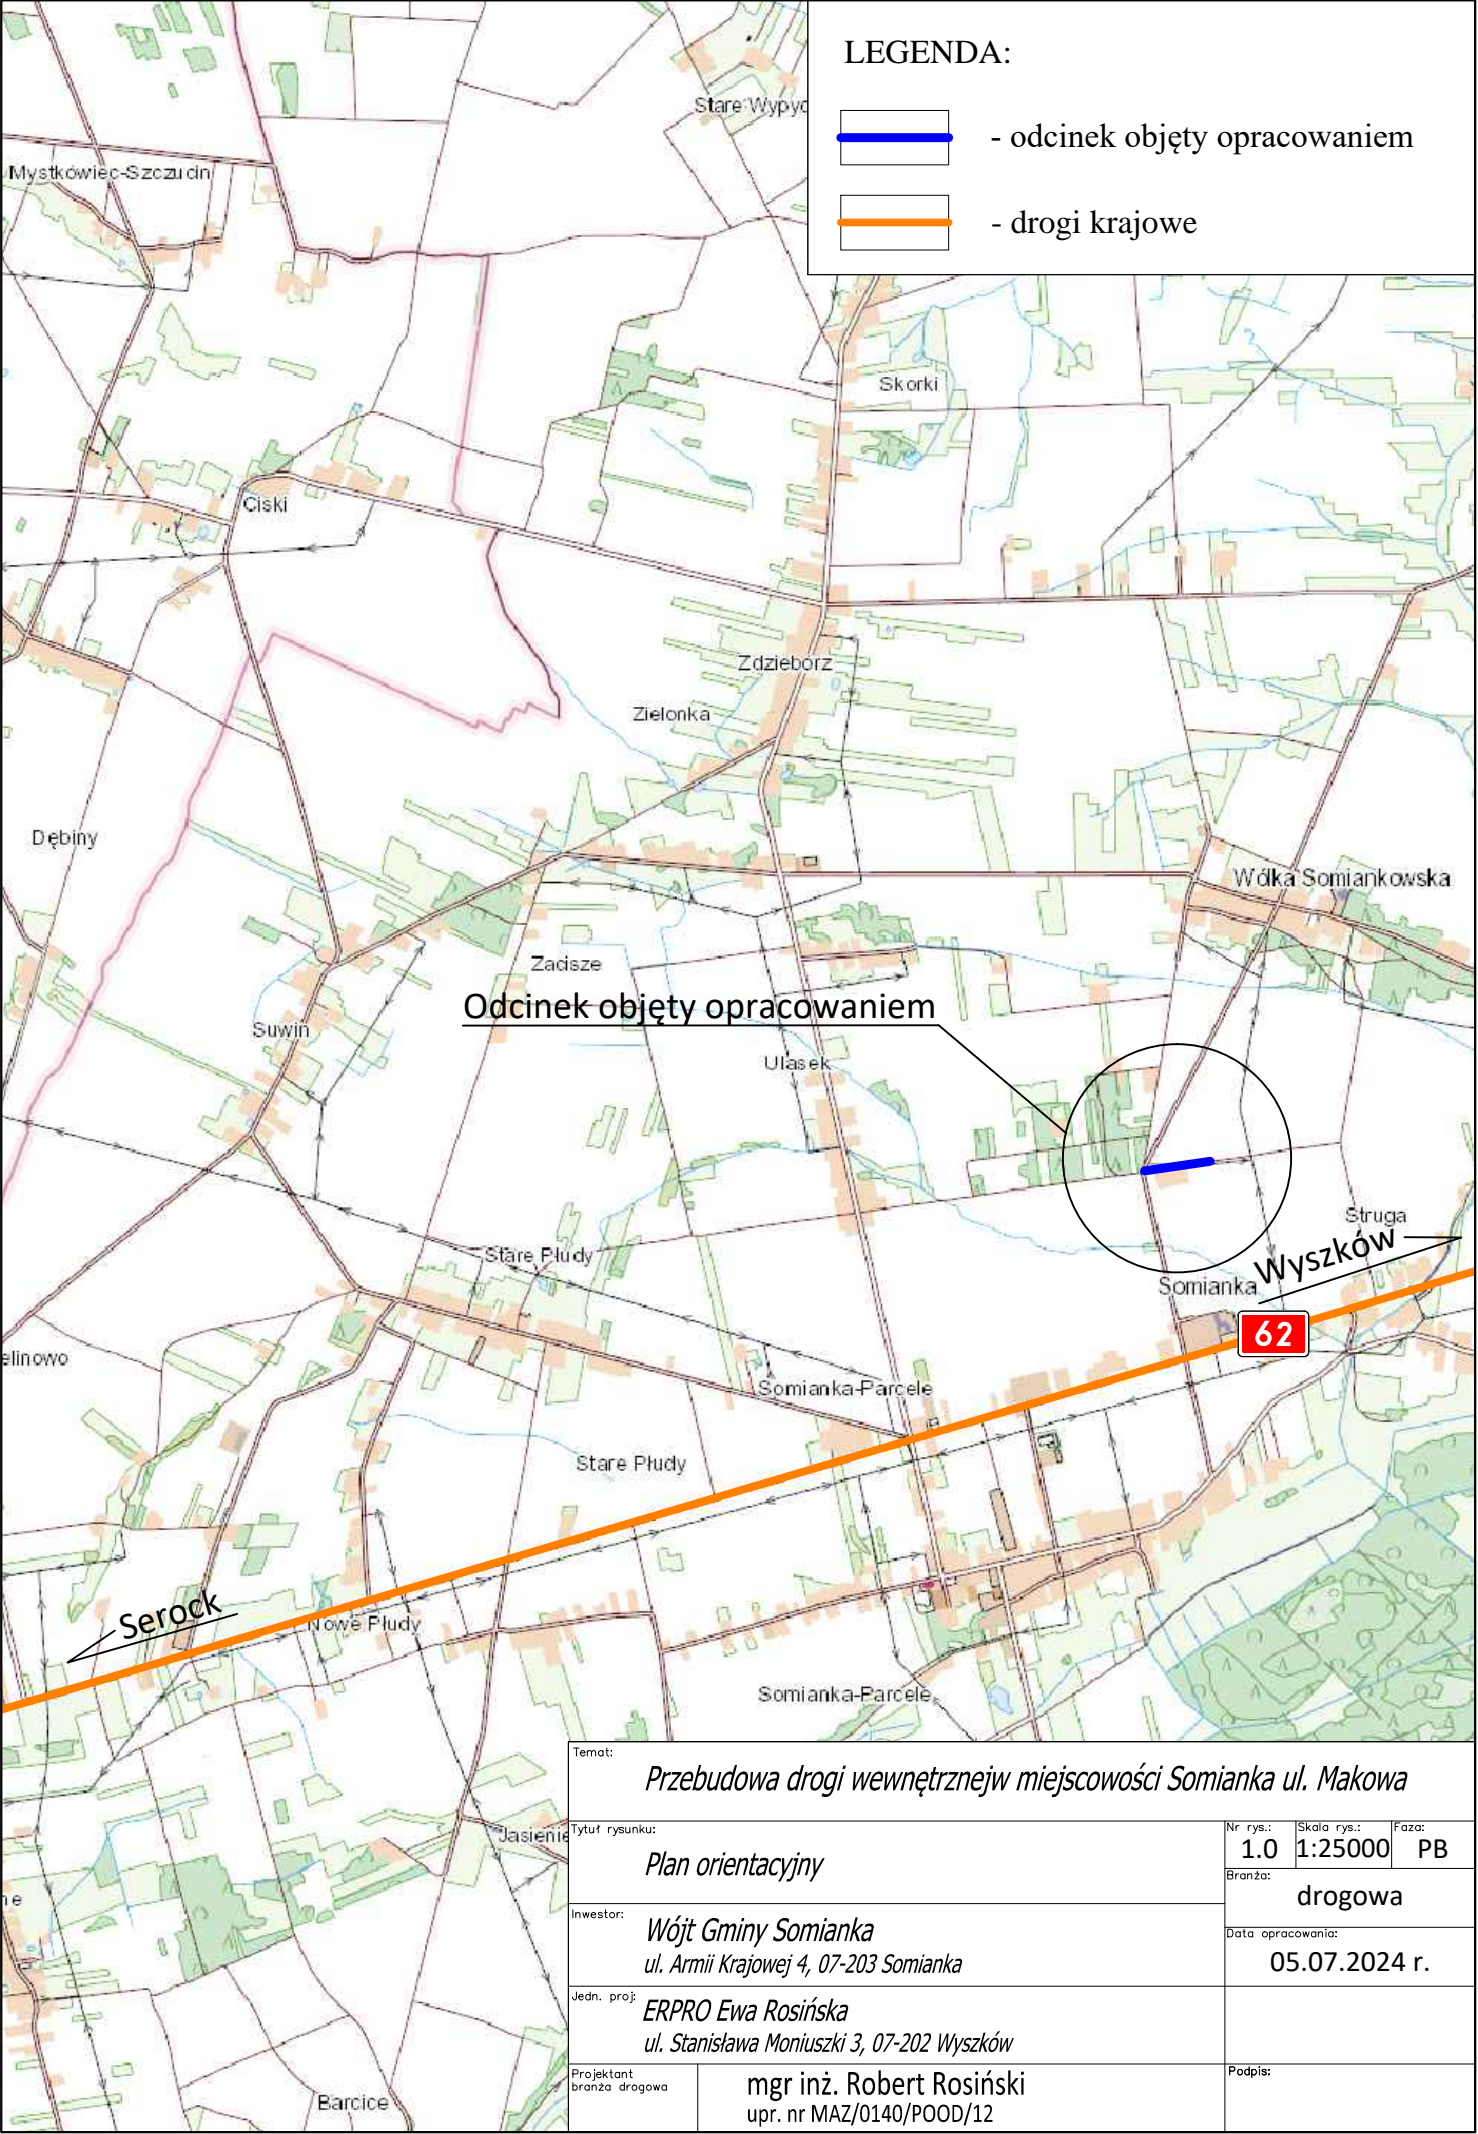 LEGENDA:
- odcinek objęty opracowaniem
- drogi krajowe
Stare Wypyc
Mystkówiec-Szczucin
Skorki
Ciski
Zdziebórz
Zielonka
Dębiny
Wólka Somiankowska
Zacisze
Odcinek objęty opracowaniem
Suwin
Ulasek
Struga
Stare Płudy
Wyszków
Somianka
62
elinowo
Somianka-Parcele
Stare Płudy
Serock
Nowe Płudy
Somianka-Parcele
Jasienie
ne
Barcice
Temat:
Przebudowa drogi wewnętrznejw miejscowości Somianka ul. Makowa
Tytuł rysunku:
Plan orientacyjny
Nr rys.:
1.0
Skala rys.:
1:25000
Faza:
PB
Branża:
drogowa
Inwestor:
Wójt Gminy Somianka
ul. Armii Krajowej 4, 07-203 Somianka
Data opracowania:
05.07.2024 r.
Jedn. proj:
ERPRO Ewa Rosińska
ul. Stanisława Moniuszki 3, 07-202 Wyszków
Projektant
branża drogowa
mgr inż. Robert Rosiński
upr. nr MAZ/0140/POOD/12
Podpis: